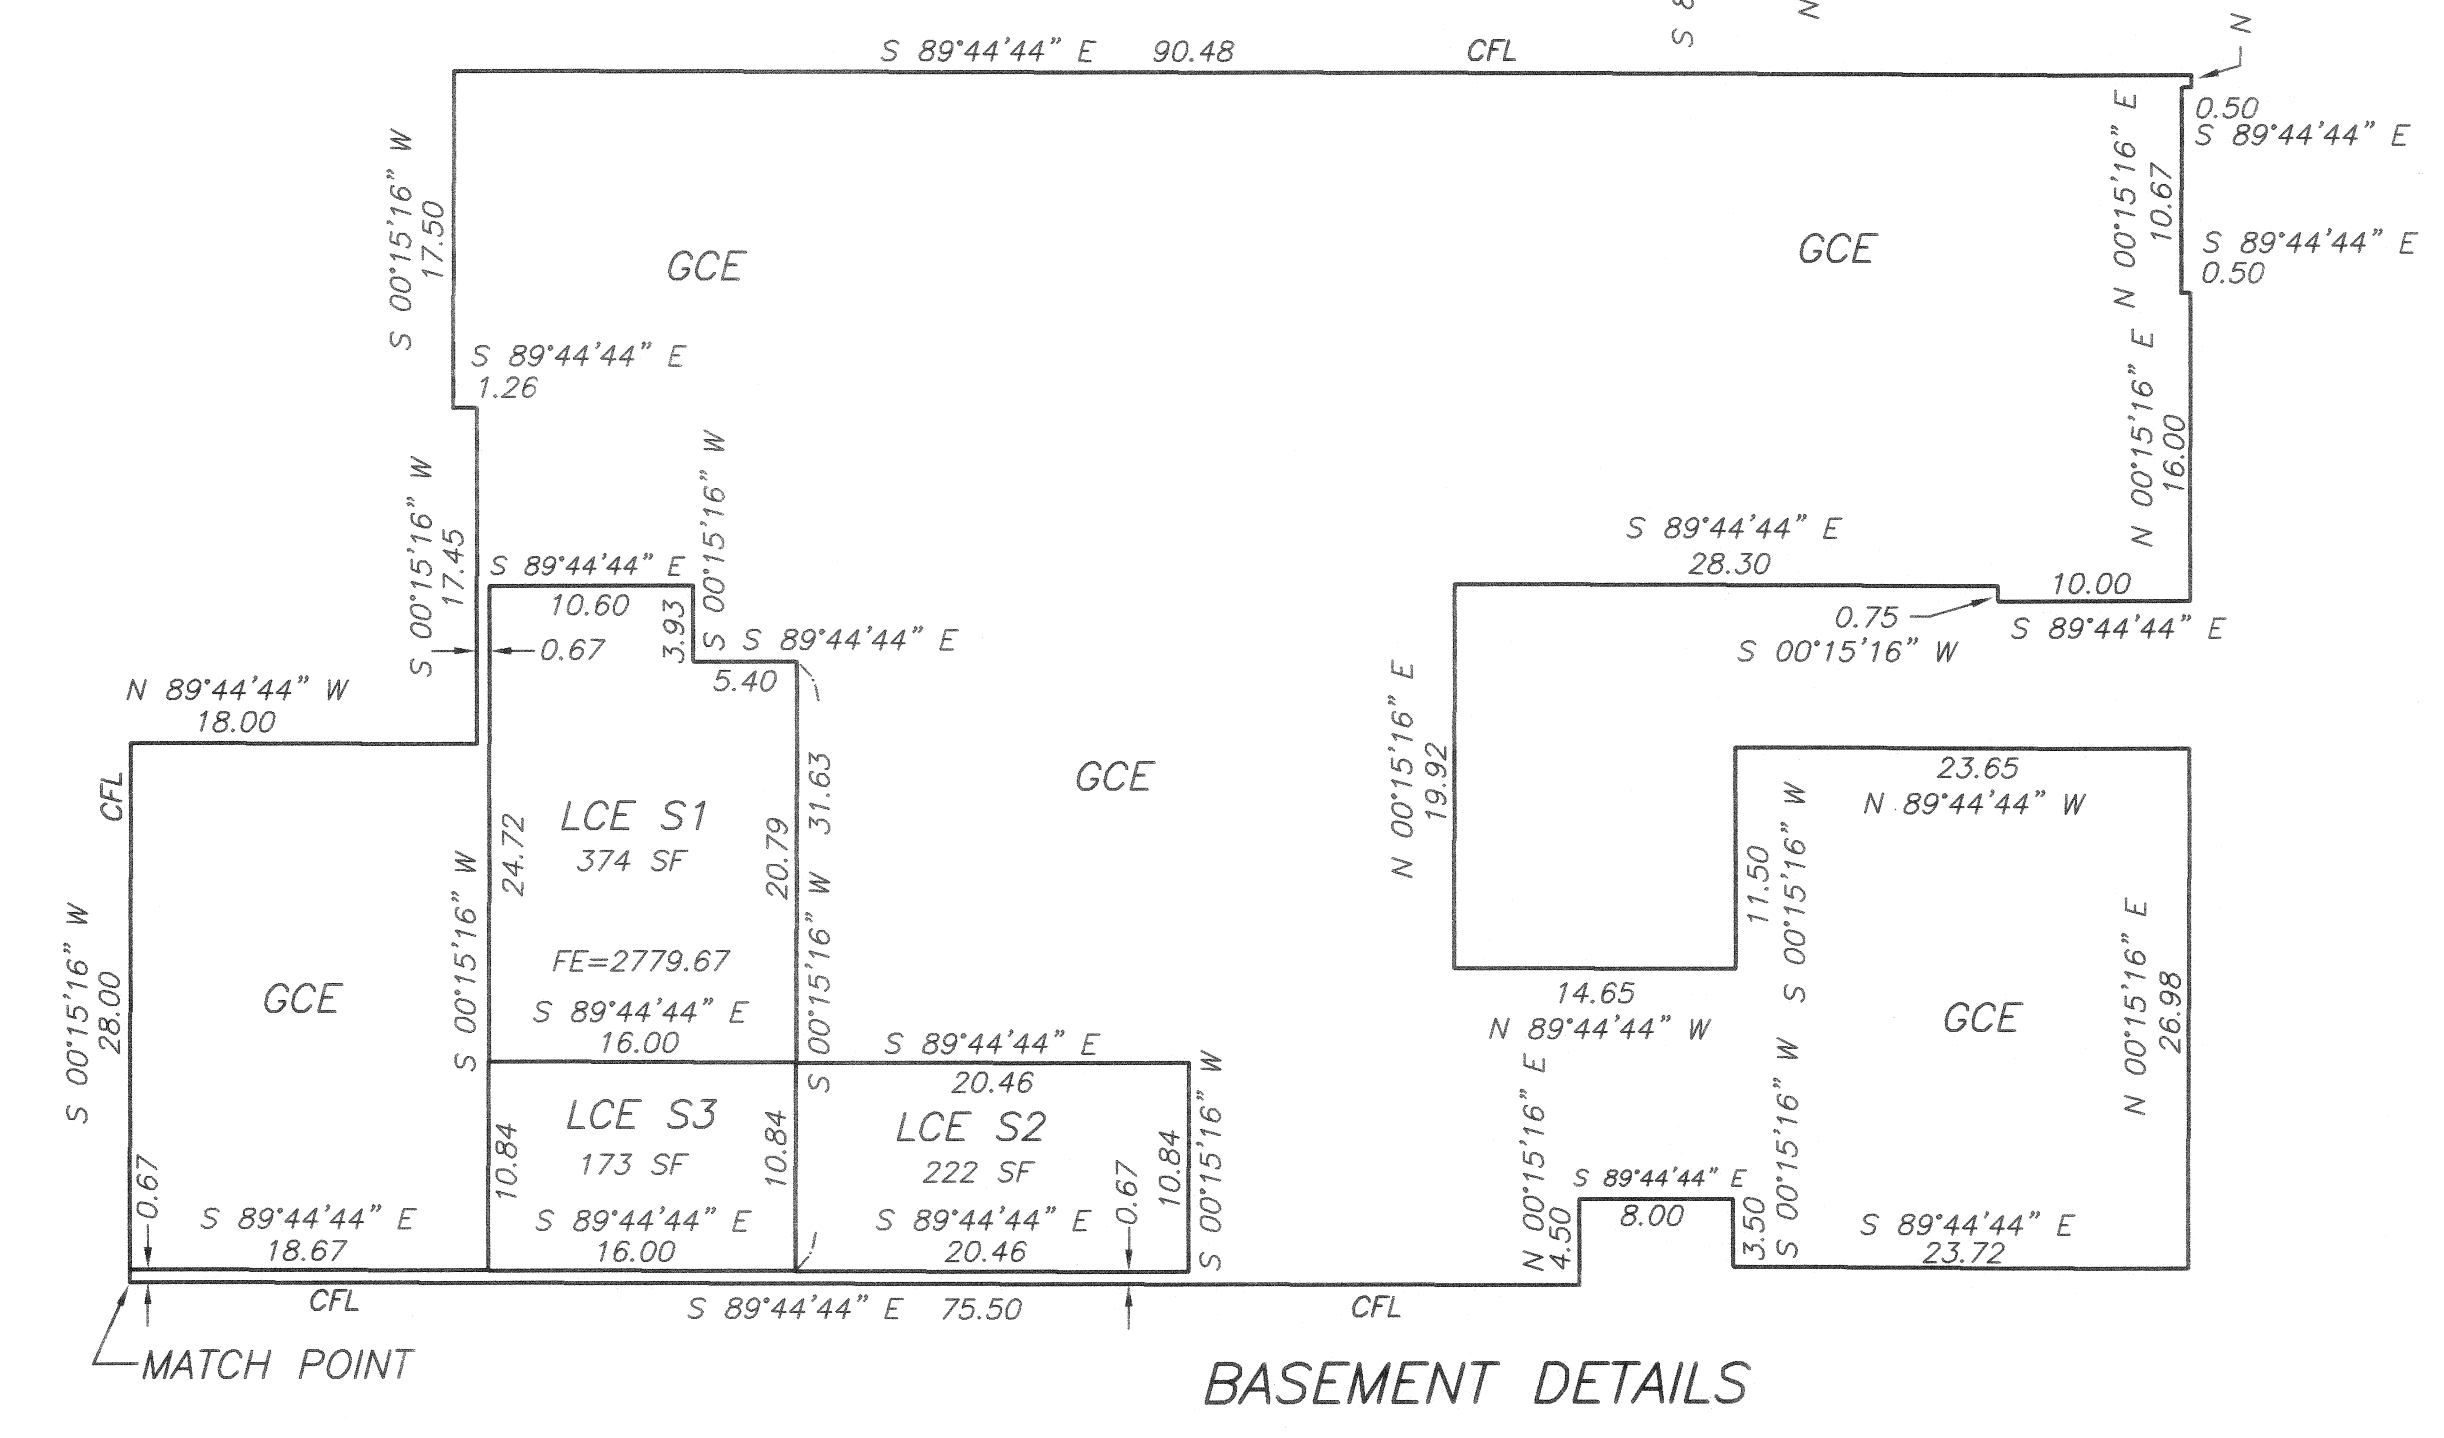 S 8
N
N
S 89°44'44" E 90.48 CFL
0.50
S 89°44'44" E
N 00°15'16" E
10.67
S 00°15'16" W
17.50
GCE
GCE
S 89°44'44" E
0.50
S 89°44'44" E
1.26
N 00°15'16" E
16.00
S 00°15'16" W
17.45
S 00°15'16" W
S 89°44'44" E
10.60
3.93
S 89°44'44" E
28.30
10.00
0.75
S 00°15'16" W
S 89°44'44" E
0.67
S 89°44'44" E
5.40
N 89°44'44" W
18.00
CFL
N 00°15'16" E
19.92
GCE
23.65
N 89°44'44" W
LCE S1
374 SF
24.72
S 00°15'16" W
20.79
S 00°15'16" W 31.63
11.50
S 00°15'16" W
FE=2779.67
S 89°44'44" E
16.00
S 00°15'16" W
28.00
GCE
14.65
N 89°44'44" W
GCE
N 00°15'16" E
26.98
S 89°44'44" E
20.46
LCE S3
173 SF
10.84
10.84
LCE S2
222 SF
10.84
S 00°15'16" W
0.67
0.67
N 00°15'16" E
4.50
S 89°44'44" E
8.00
3.50
S 00°15'16" W
S 89°44'44" E
18.67
S 89°44'44" E
16.00
S 89°44'44" E
20.46
S 89°44'44" E
23.72
CFL
S 89°44'44" E 75.50
CFL
MATCH POINT
BASEMENT DETAILS